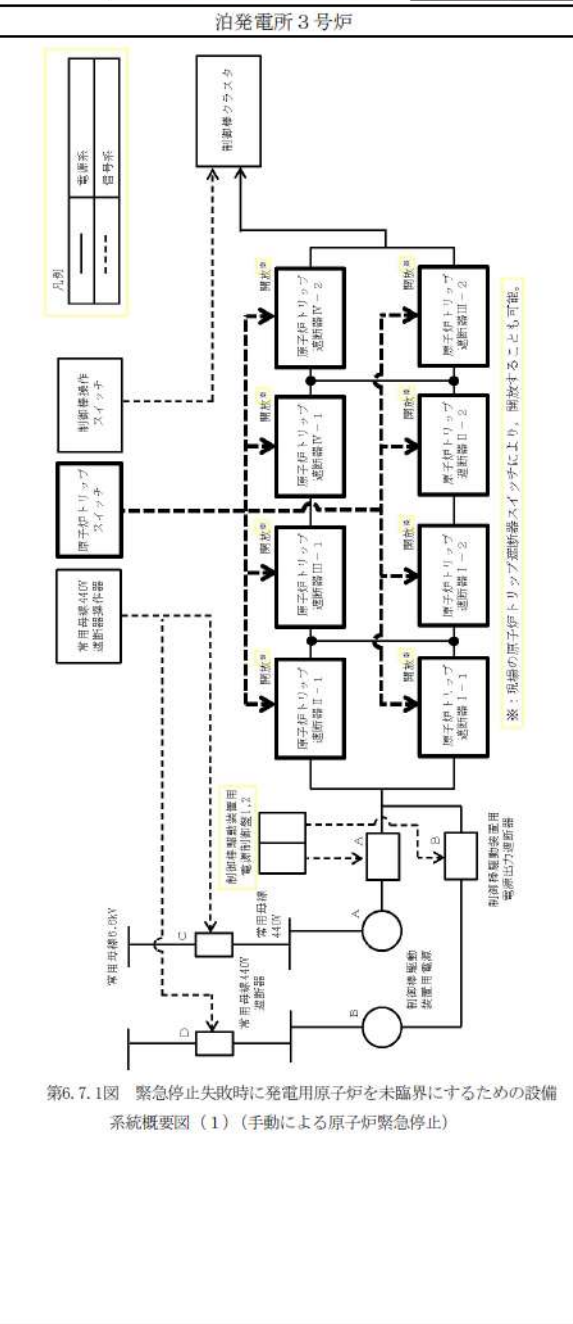 泊発電所3号炉
凡例
電源系
信号系
制御棒クラスタ
制御棒操作
スイッチ
原子炉トリップ
スイッチ
常用母線440V
遮断器操作器
開放※
原子炉トリップ
遮断器Ⅳ-2
開放※
原子炉トリップ
遮断器Ⅳ-1
開放※
原子炉トリップ
遮断器Ⅲ-1
開放※
原子炉トリップ
遮断器Ⅱ-1
開放※
原子炉トリップ
遮断器Ⅲ-2
開放※
原子炉トリップ
遮断器Ⅱ-2
開放※
原子炉トリップ
遮断器Ⅰ-2
開放※
原子炉トリップ
遮断器Ⅰ-1
※:現場の原子炉トリップ遮断器スイッチにより,開放することも可能。
制御棒駆動装置用
電源制御盤1,2
A
B
制御棒駆動装置用
電源出力遮断器
常用母線6.6kV
C
常用母線
440V
D
常用母線440V
遮断器
A
B
制御棒駆動
装置用電源
第6.7.1図 緊急停止失敗時に発電用原子炉を未臨界にするための設備
系統概要図(1)(手動による原子炉緊急停止)